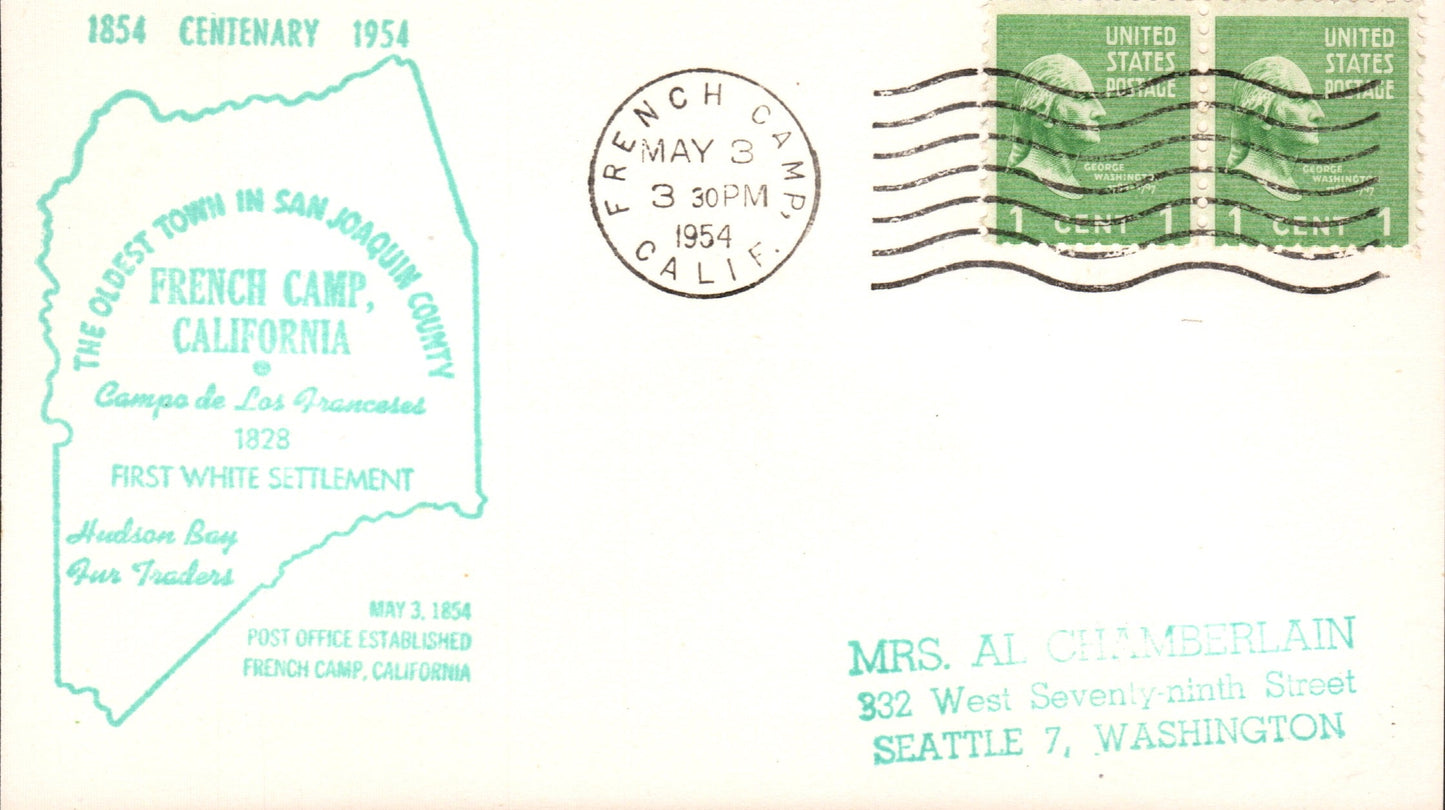 1854 CENTENARY 1954
THE OLDEST TOWN IN SAN JOAQUIN COUNTY
FRENCH CAMP,
CALIFORNIA
Campo de Los Franceses
1828
FIRST WHITE SETTLEMENT
Hudson Bay
Fur Traders
MAY 3, 1854
POST OFFICE ESTABLISHED
FRENCH CAMP, CALIFORNIA
FRENCH CAMP,
MAY 3
3 30 PM
1954
CALIF.
UNITED
STATES
POSTAGE
GEORGE
WASHINGTON
1 CENT 1
UNITED
STATES
POSTAGE
GEORGE
WASHINGTON
1 CENT 1
MRS. AL CHAMBERLAIN
332 West Seventy-ninth Street
SEATTLE 7, WASHINGTON